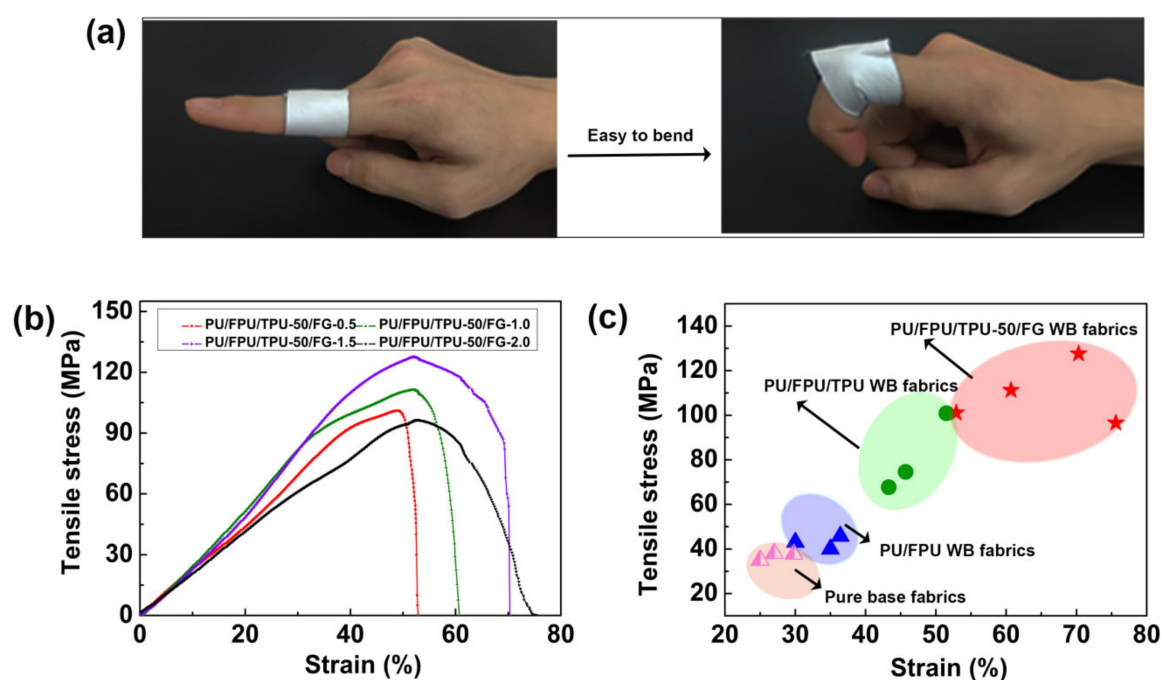 (a)
Easy to bend
(b)
Tensile stress (MPa)
150
120
90
60
30
0
PU/FPU/TPU-50/FG-0.5
PU/FPU/TPU-50/FG-1.0
PU/FPU/TPU-50/FG-1.5
PU/FPU/TPU-50/FG-2.0
0 20 40 60 80
Strain (%)
(c)
Tensile stress (MPa)
140
120
100
80
60
40
20
PU/FPU/TPU-50/FG WB fabrics
PU/FPU/TPU WB fabrics
PU/FPU WB fabrics
Pure base fabrics
20 30 40 50 60 70 80
Strain (%)